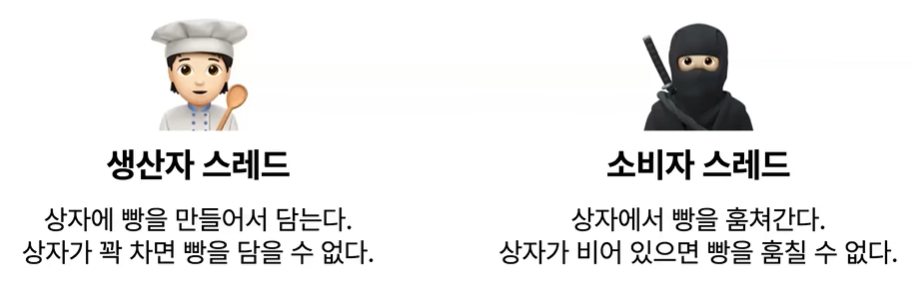 생산자 스레드
상자에 빵을 만들어서 담는다.
상자가 꽉 차면 빵을 담을 수 없다.
소비자 스레드
상자에서 빵을 훔쳐간다.
상자가 비어 있으면 빵을 훔칠 수 없다.